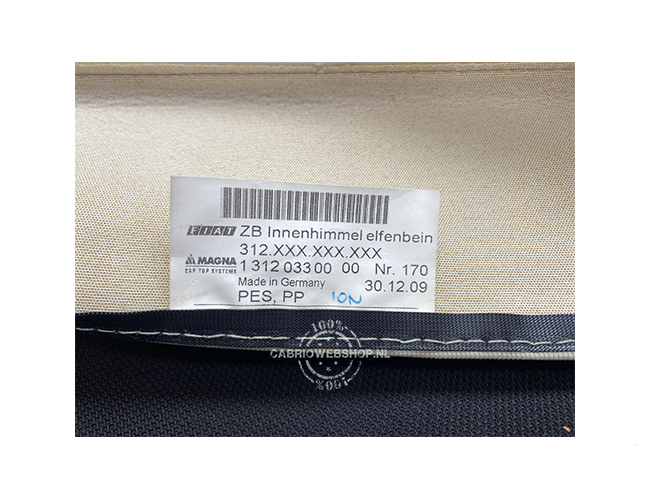 FIAT ZB Innenhimmel elfenbein
312.XXX.XXX.XXX
MAGNA 1 312 033 00 00 Nr. 170
CAR TOP SYSTEMS
Made in Germany 30.12.09
PES, PP ION
100%
CABRIOWEBSHOP.NL
100%